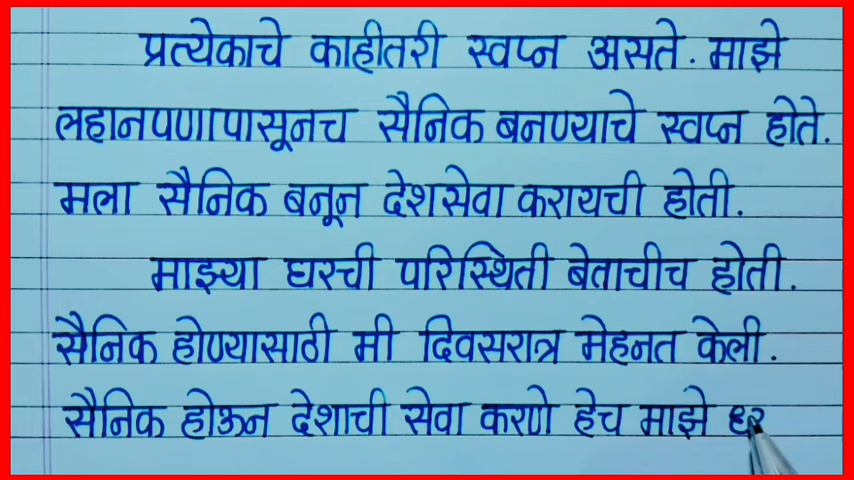 प्रत्येकाचे काहीतरी स्वप्न असते. माझे
लहानपणापासूनच सैनिक बनण्याचे स्वप्न होते.
मला सैनिक बनून देशसेवा करायची होती.
माझ्या घरची परिस्थिती बेताचीच होती.
सैनिक होण्यासाठी मी दिवसरात्र मेहनत केली.
सैनिक होऊन देशाची सेवा करणे हेच माझे